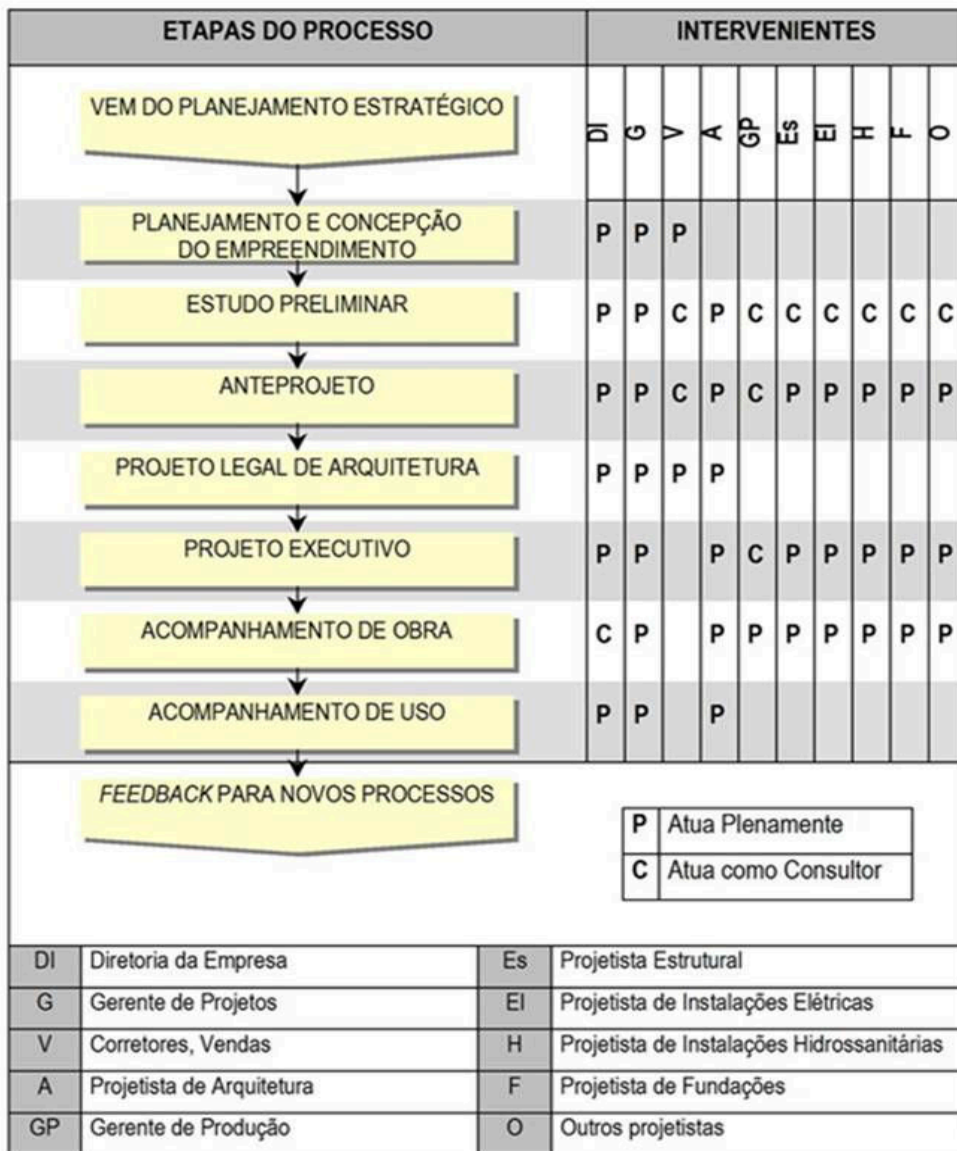 ETAPAS DO PROCESSO INTERVENIENTES
VEM DO PLANEJAMENTO ESTRATÉGICO
DI G V A GP Es El H F O
PLANEJAMENTO E CONCEPÇÃO
DO EMPREENDIMENTO
P P P
ESTUDO PRELIMINAR
P P C P C C C C C C
ANTEPROJETO
P P C P C P P P P P
PROJETO LEGAL DE ARQUITETURA
P P P P
PROJETO EXECUTIVO
P P P C P P P P P
ACOMPANHAMENTO DE OBRA
C P P P P P P P P
ACOMPANHAMENTO DE USO
P P P
FEEDBACK PARA NOVOS PROCESSOS
P Atua Plenamente
C Atua como Consultor
DI Diretoria da Empresa Es Projetista Estrutural
G Gerente de Projetos El Projetista de Instalações Elétricas
V Corretores, Vendas H Projetista de Instalações Hidrossanitárias
A Projetista de Arquitetura F Projetista de Fundações
GP Gerente de Produção O Outros projetistas